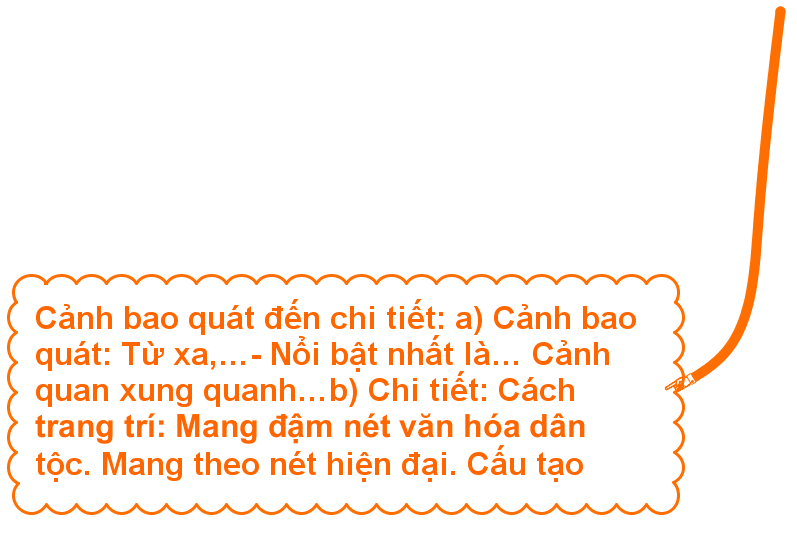 Cảnh bao quát đến chi tiết: a) Cảnh bao
quát: Từ xa,…- Nổi bật nhất là… Cảnh
quan xung quanh…b) Chi tiết: Cách
trang trí: Mang đậm nét văn hóa dân
tộc. Mang theo nét hiện đại. Cấu tạo